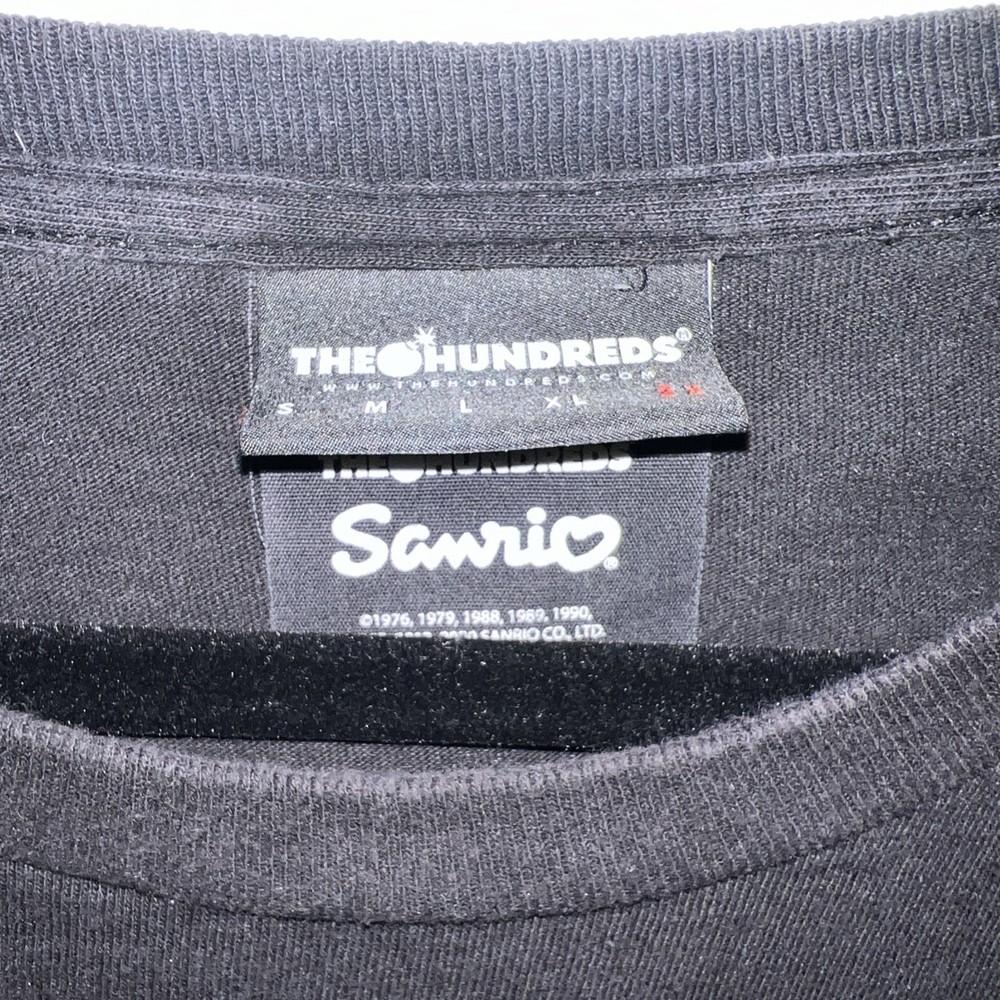 THE HUNDREDS
WWW.THEHUNDREDS.COM
S M L XL
THE HUNDREDS
Sanrio®
©1976, 1979, 1988, 1989, 1990,
SANRIO CO., LTD.